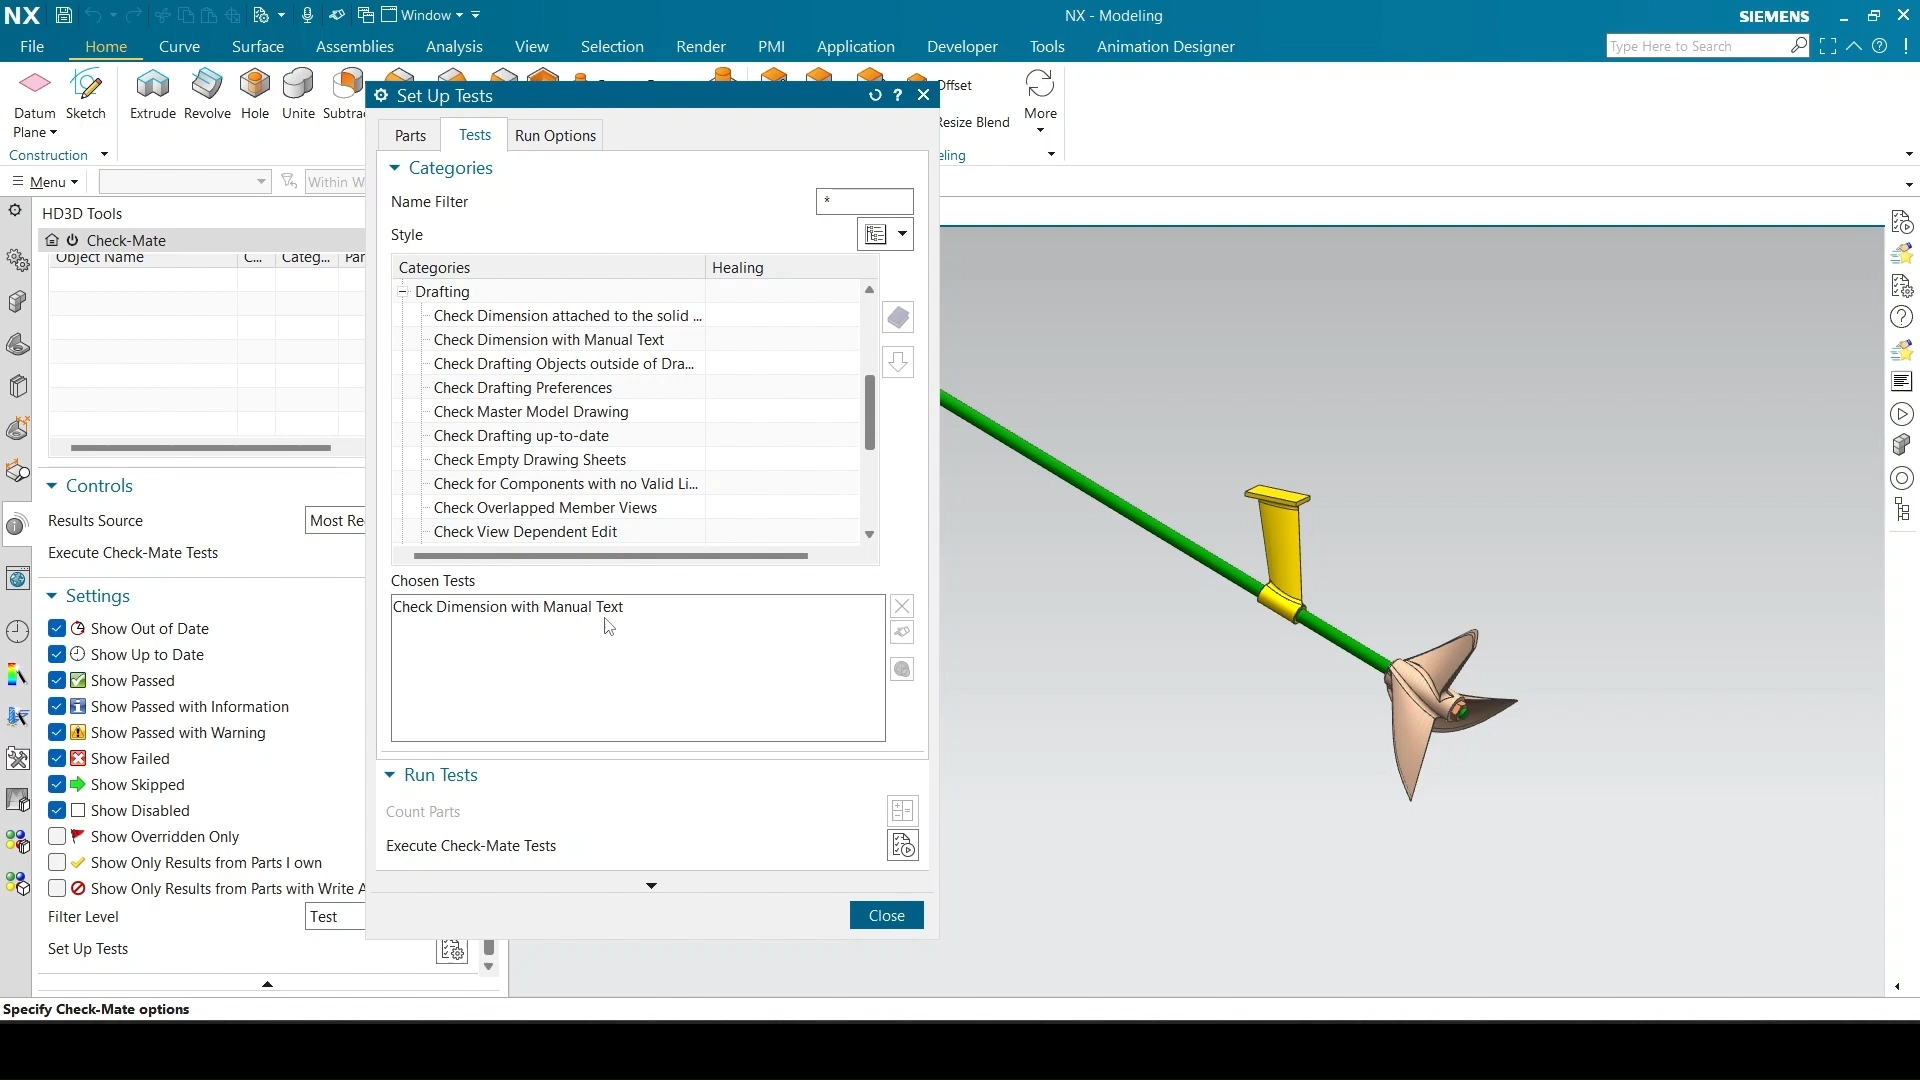 NX
Window
NX - Modeling
SIEMENS
File Home Curve Surface Assemblies Analysis View Selection Render PMI Application Developer Tools Animation Designer
Type Here to Search
Datum Plane
Sketch
Extrude
Revolve
Hole
Unite
Offset
Resize Blend
More
Construction
Menu
HD3D Tools
Check-Mate
Object Name C... Categ...
Controls
Results Source
Execute Check-Mate Tests
Settings
Show Out of Date
Show Up to Date
Show Passed
Show Passed with Information
Show Passed with Warning
Show Failed
Show Skipped
Show Disabled
Show Overridden Only
Show Only Results from Parts I own
Show Only Results from Parts with Write A
Filter Level
Test
Set Up Tests
Set Up Tests
Parts Tests Run Options
Categories
Name Filter
*
Style
Categories Healing
Drafting
Check Dimension attached to the solid ...
Check Dimension with Manual Text
Check Drafting Objects outside of Dra...
Check Drafting Preferences
Check Master Model Drawing
Check Drafting up-to-date
Check Empty Drawing Sheets
Check for Components with no Valid Li...
Check Overlapped Member Views
Check View Dependent Edit
Chosen Tests
Check Dimension with Manual Text
Run Tests
Count Parts
Execute Check-Mate Tests
Close
Specify Check-Mate options